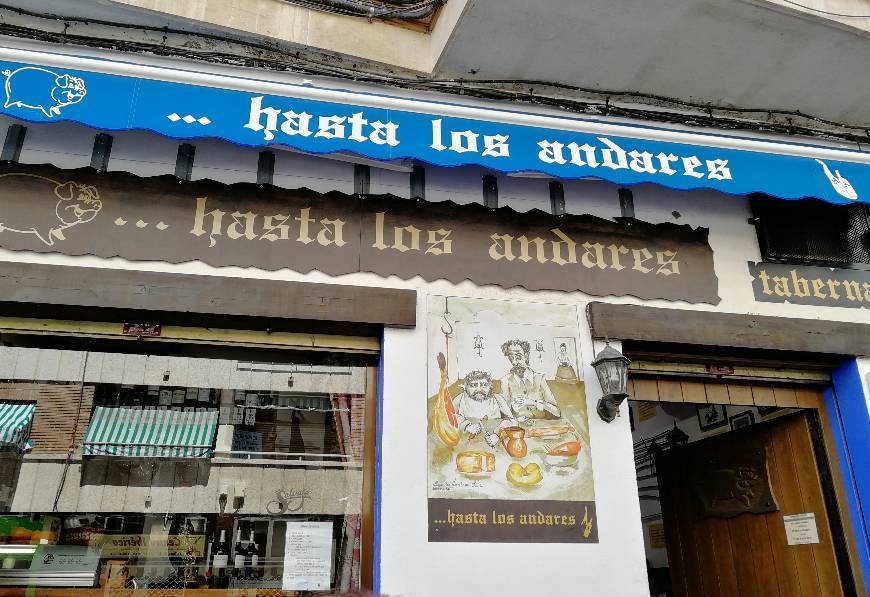 ... hasta los andares
... hasta los andares
taberna
...hasta los andares